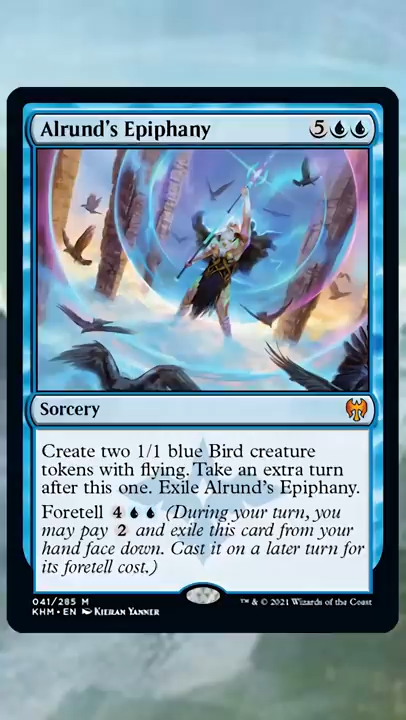 Alrund's Epiphany 5
Sorcery
Create two 1/1 blue Bird creature
tokens with flying. Take an extra turn
after this one. Exile Alrund's Epiphany.
Foretell 4 (During your turn, you
may pay 2 and exile this card from your
hand face down. Cast it on a later turn for
its foretell cost.)
041/285 M
KHM • EN Kieran Yanner
™ & © 2021 Wizards of the Coast